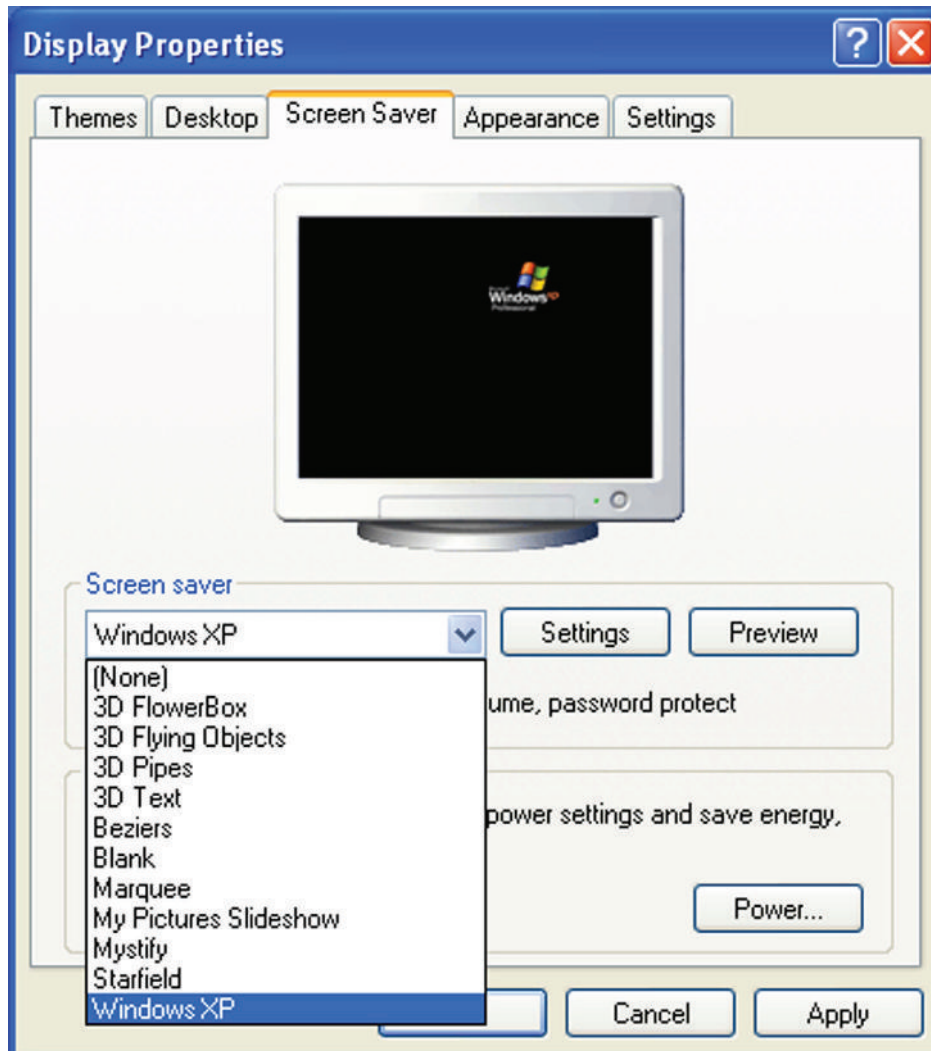 Display Properties
Themes Desktop Screen Saver Appearance Settings
Windows xp
Professional
Screen saver
Windows XP Settings Preview
(None)
3D FlowerBox
ume, password protect
3D Flying Objects
3D Pipes
3D Text
power settings and save energy,
Beziers
Blank
Marquee
My Pictures Slideshow
Power...
Mystify
Starfield
Windows XP
Cancel Apply